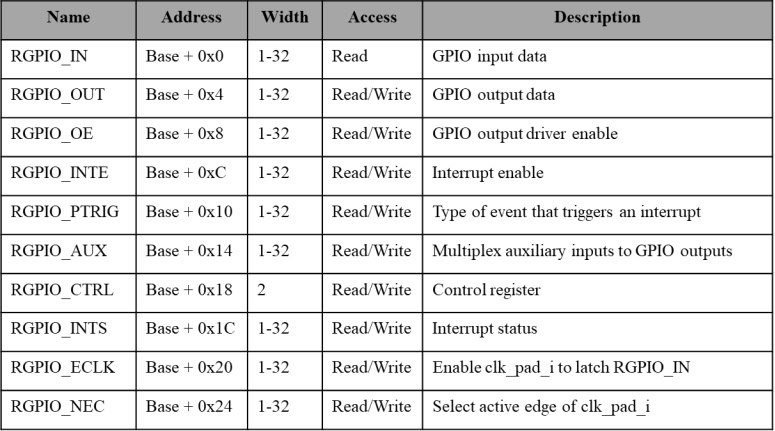 Name Address Width Access Description
RGPIO_IN Base + 0x0 1-32 Read GPIO input data
RGPIO_OUT Base + 0x4 1-32 Read/Write GPIO output data
RGPIO_OE Base + 0x8 1-32 Read/Write GPIO output driver enable
RGPIO_INTE Base + 0xC 1-32 Read/Write Interrupt enable
RGPIO_PTRIG Base + 0x10 1-32 Read/Write Type of event that triggers an interrupt
RGPIO_AUX Base + 0x14 1-32 Read/Write Multiplex auxiliary inputs to GPIO outputs
RGPIO_CTRL Base + 0x18 2 Read/Write Control register
RGPIO_INTS Base + 0x1C 1-32 Read/Write Interrupt status
RGPIO_ECLK Base + 0x20 1-32 Read/Write Enable clk_pad_i to latch RGPIO_IN
RGPIO_NEC Base + 0x24 1-32 Read/Write Select active edge of clk_pad_i